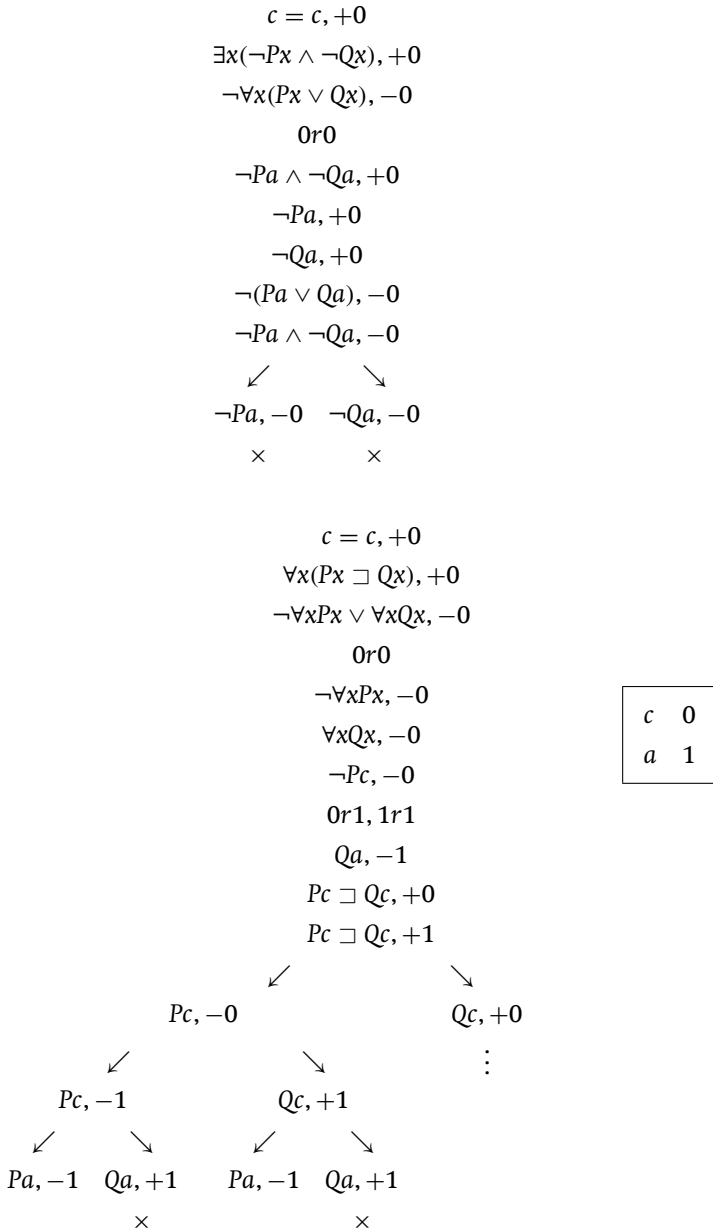 c = c, +0
∃x(¬Px ∧ ¬Qx), +0
¬∀x(Px ∨ Qx), −0
0r0
¬Pa ∧ ¬Qa, +0
¬Pa, +0
¬Qa, +0
¬(Pa ∨ Qa), −0
¬Pa ∧ ¬Qa, −0
↙ ↘
¬Pa, −0 ¬Qa, −0
× ×
c = c, +0
∀x(Px ⊐ Qx), +0
¬∀xPx ∨ ∀xQx, −0
0r0
¬∀xPx, −0
∀xQx, −0
¬Pc, −0
0r1, 1r1
Qa, −1
Pc ⊐ Qc, +0
Pc ⊐ Qc, +1
↙ ↘
Pc, −0 Qc, +0
↙ ↘ ⋮
Pc, −1 Qc, +1
↙ ↘ ↙ ↘
Pa, −1 Qa, +1 Pa, −1 Qa, +1
× ×
c 0
a 1